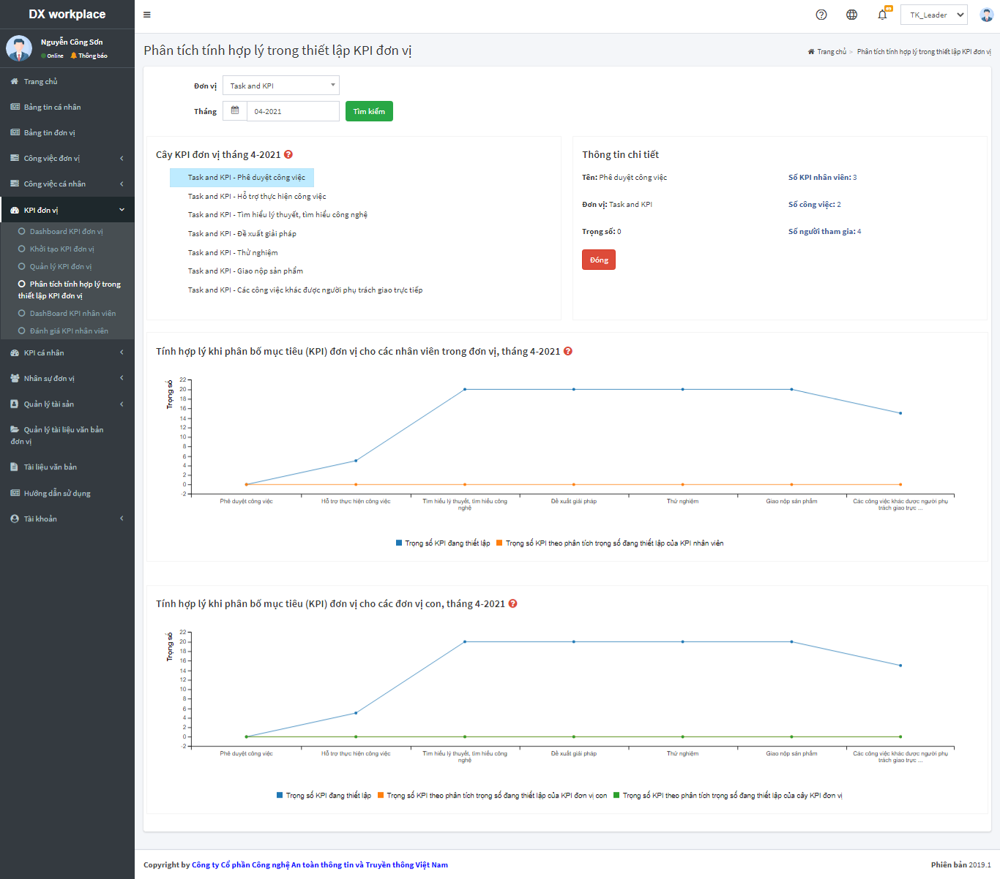 DX workplace
TK_Leader
Nguyễn Công Sơn
Online Thông báo
Trang chủ
Bảng tin cá nhân
Bảng tin đơn vị
Công việc đơn vị
Công việc cá nhân
KPI đơn vị
Dashboard KPI đơn vị
Khởi tạo KPI đơn vị
Quản lý KPI đơn vị
Phân tích tính hợp lý trong
thiết lập KPI đơn vị
DashBoard KPI nhân viên
Đánh giá KPI nhân viên
KPI cá nhân
Nhân sự đơn vị
Quản lý tài sản
Quản lý tài liệu văn bản
đơn vị
Tài liệu văn bản
Hướng dẫn sử dụng
Tài khoản
Phân tích tính hợp lý trong thiết lập KPI đơn vị
Trang chủ > Phân tích tính hợp lý trong thiết lập KPI đơn vị
Đơn vị Task and KPI
Tháng 04-2021 Tìm kiếm
Cây KPI đơn vị tháng 4-2021
Task and KPI - Phê duyệt công việc
Task and KPI - Hỗ trợ thực hiện công việc
Task and KPI - Tìm hiểu lý thuyết, tìm hiểu công nghệ
Task and KPI - Đề xuất giải pháp
Task and KPI - Thử nghiệm
Task and KPI - Giao nộp sản phẩm
Task and KPI - Các công việc khác được người phụ trách giao trực tiếp
Thông tin chi tiết
Tên: Phê duyệt công việc Số KPI nhân viên: 3
Đơn vị: Task and KPI Số công việc: 2
Trọng số: 0 Số người tham gia: 4
Đóng
Tính hợp lý khi phân bố mục tiêu (KPI) đơn vị cho các nhân viên trong đơn vị, tháng 4-2021
Trọng số
22
20
18
16
14
12
10
8
6
4
2
0
-2
Phê duyệt công việc
Hỗ trợ thực hiện công việc
Tìm hiểu lý thuyết, tìm hiểu công
nghệ
Đề xuất giải pháp
Thử nghiệm
Giao nộp sản phẩm
Các công việc khác được người phụ
trách giao trực ...
Trọng số KPI đang thiết lập Trọng số KPI theo phân tích trọng số đang thiết lập của KPI nhân viên
Tính hợp lý khi phân bố mục tiêu (KPI) đơn vị cho các đơn vị con, tháng 4-2021
Trọng số
22
20
18
16
14
12
10
8
6
4
2
0
-2
Phê duyệt công việc
Hỗ trợ thực hiện công việc
Tìm hiểu lý thuyết, tìm hiểu công
nghệ
Đề xuất giải pháp
Thử nghiệm
Giao nộp sản phẩm
Các công việc khác được người phụ
trách giao trực ...
Trọng số KPI đang thiết lập Trọng số KPI theo phân tích trọng số đang thiết lập của KPI đơn vị con Trọng số KPI theo phân tích trọng số đang thiết lập của cây KPI đơn vị
Copyright by Công ty Cổ phần Công nghệ An toàn thông tin và Truyền thông Việt Nam
Phiên bản 2019.1